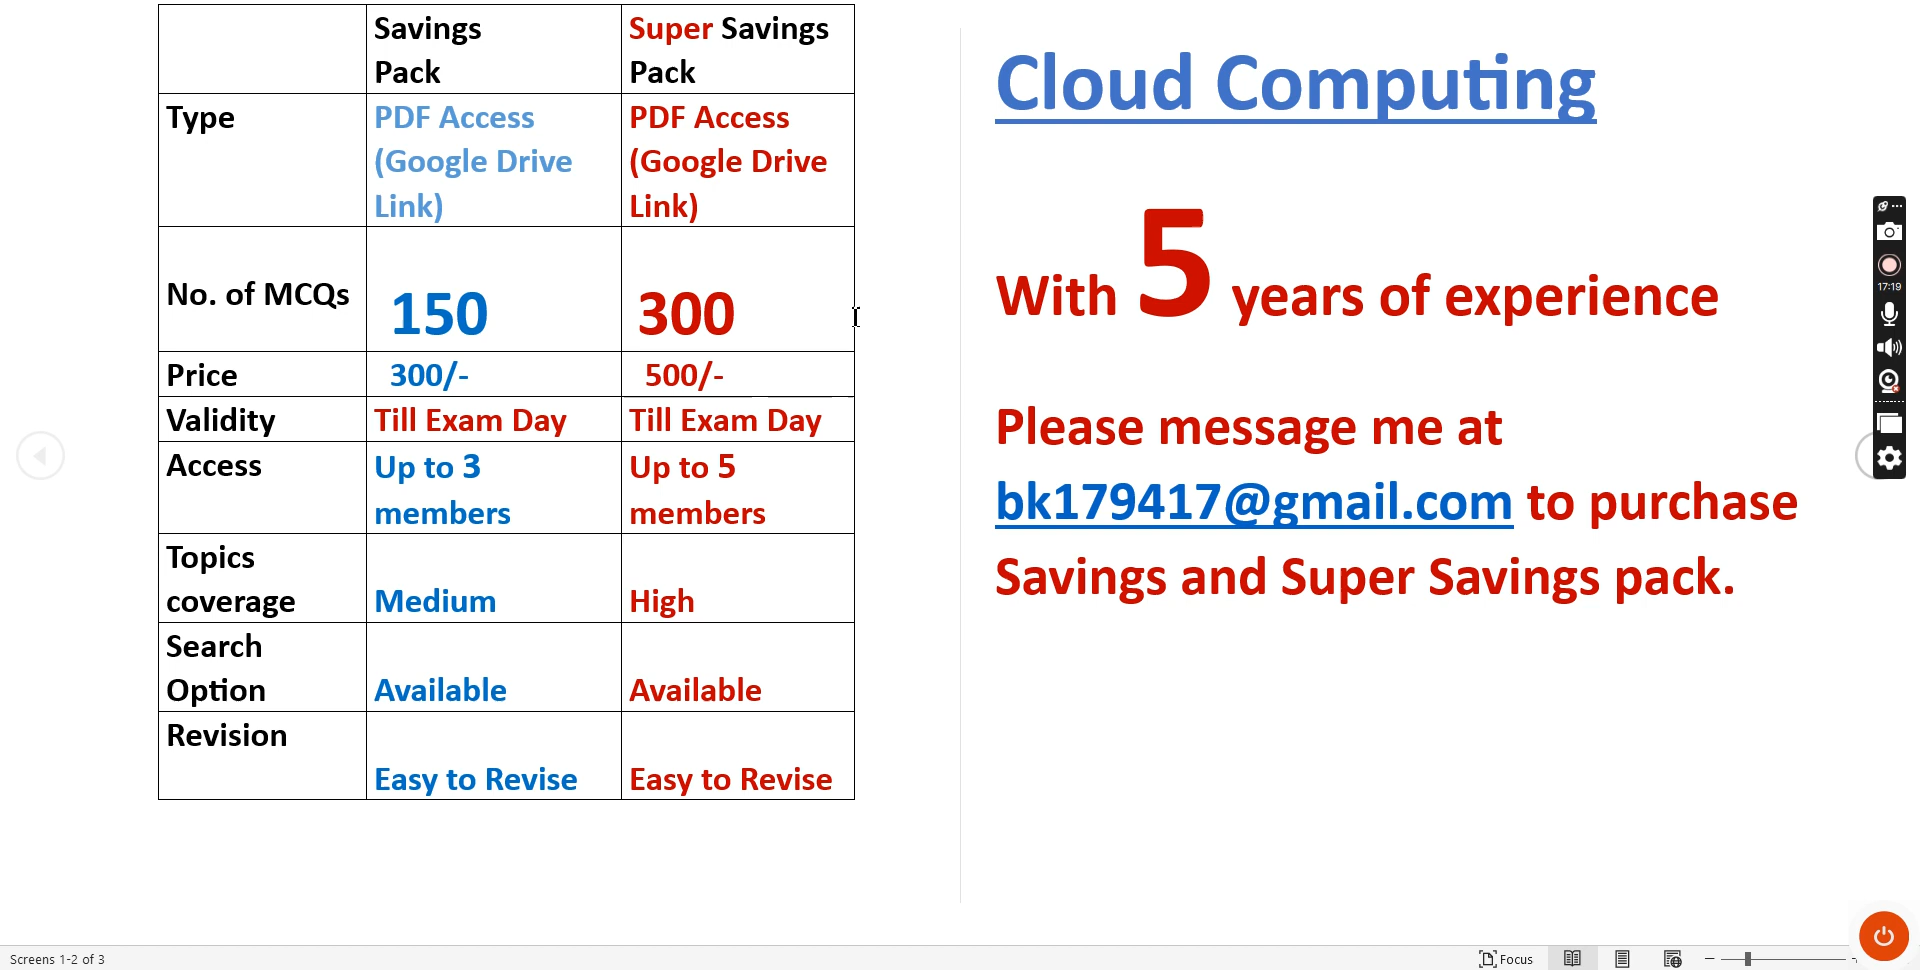 Savings Super Savings
Pack Pack
Type PDF Access PDF Access
(Google Drive (Google Drive
Link) Link)
No. of MCQs 150 300
Price 300/- 500/-
Validity Till Exam Day Till Exam Day
Access Up to 3 Up to 5
members members
Topics
coverage Medium High
Search
Option Available Available
Revision
Easy to Revise Easy to Revise
Cloud Computing
With 5 years of experience
Please message me at
bk179417@gmail.com to purchase
Savings and Super Savings pack.
17:19
Screens 1-2 of 3
Focus